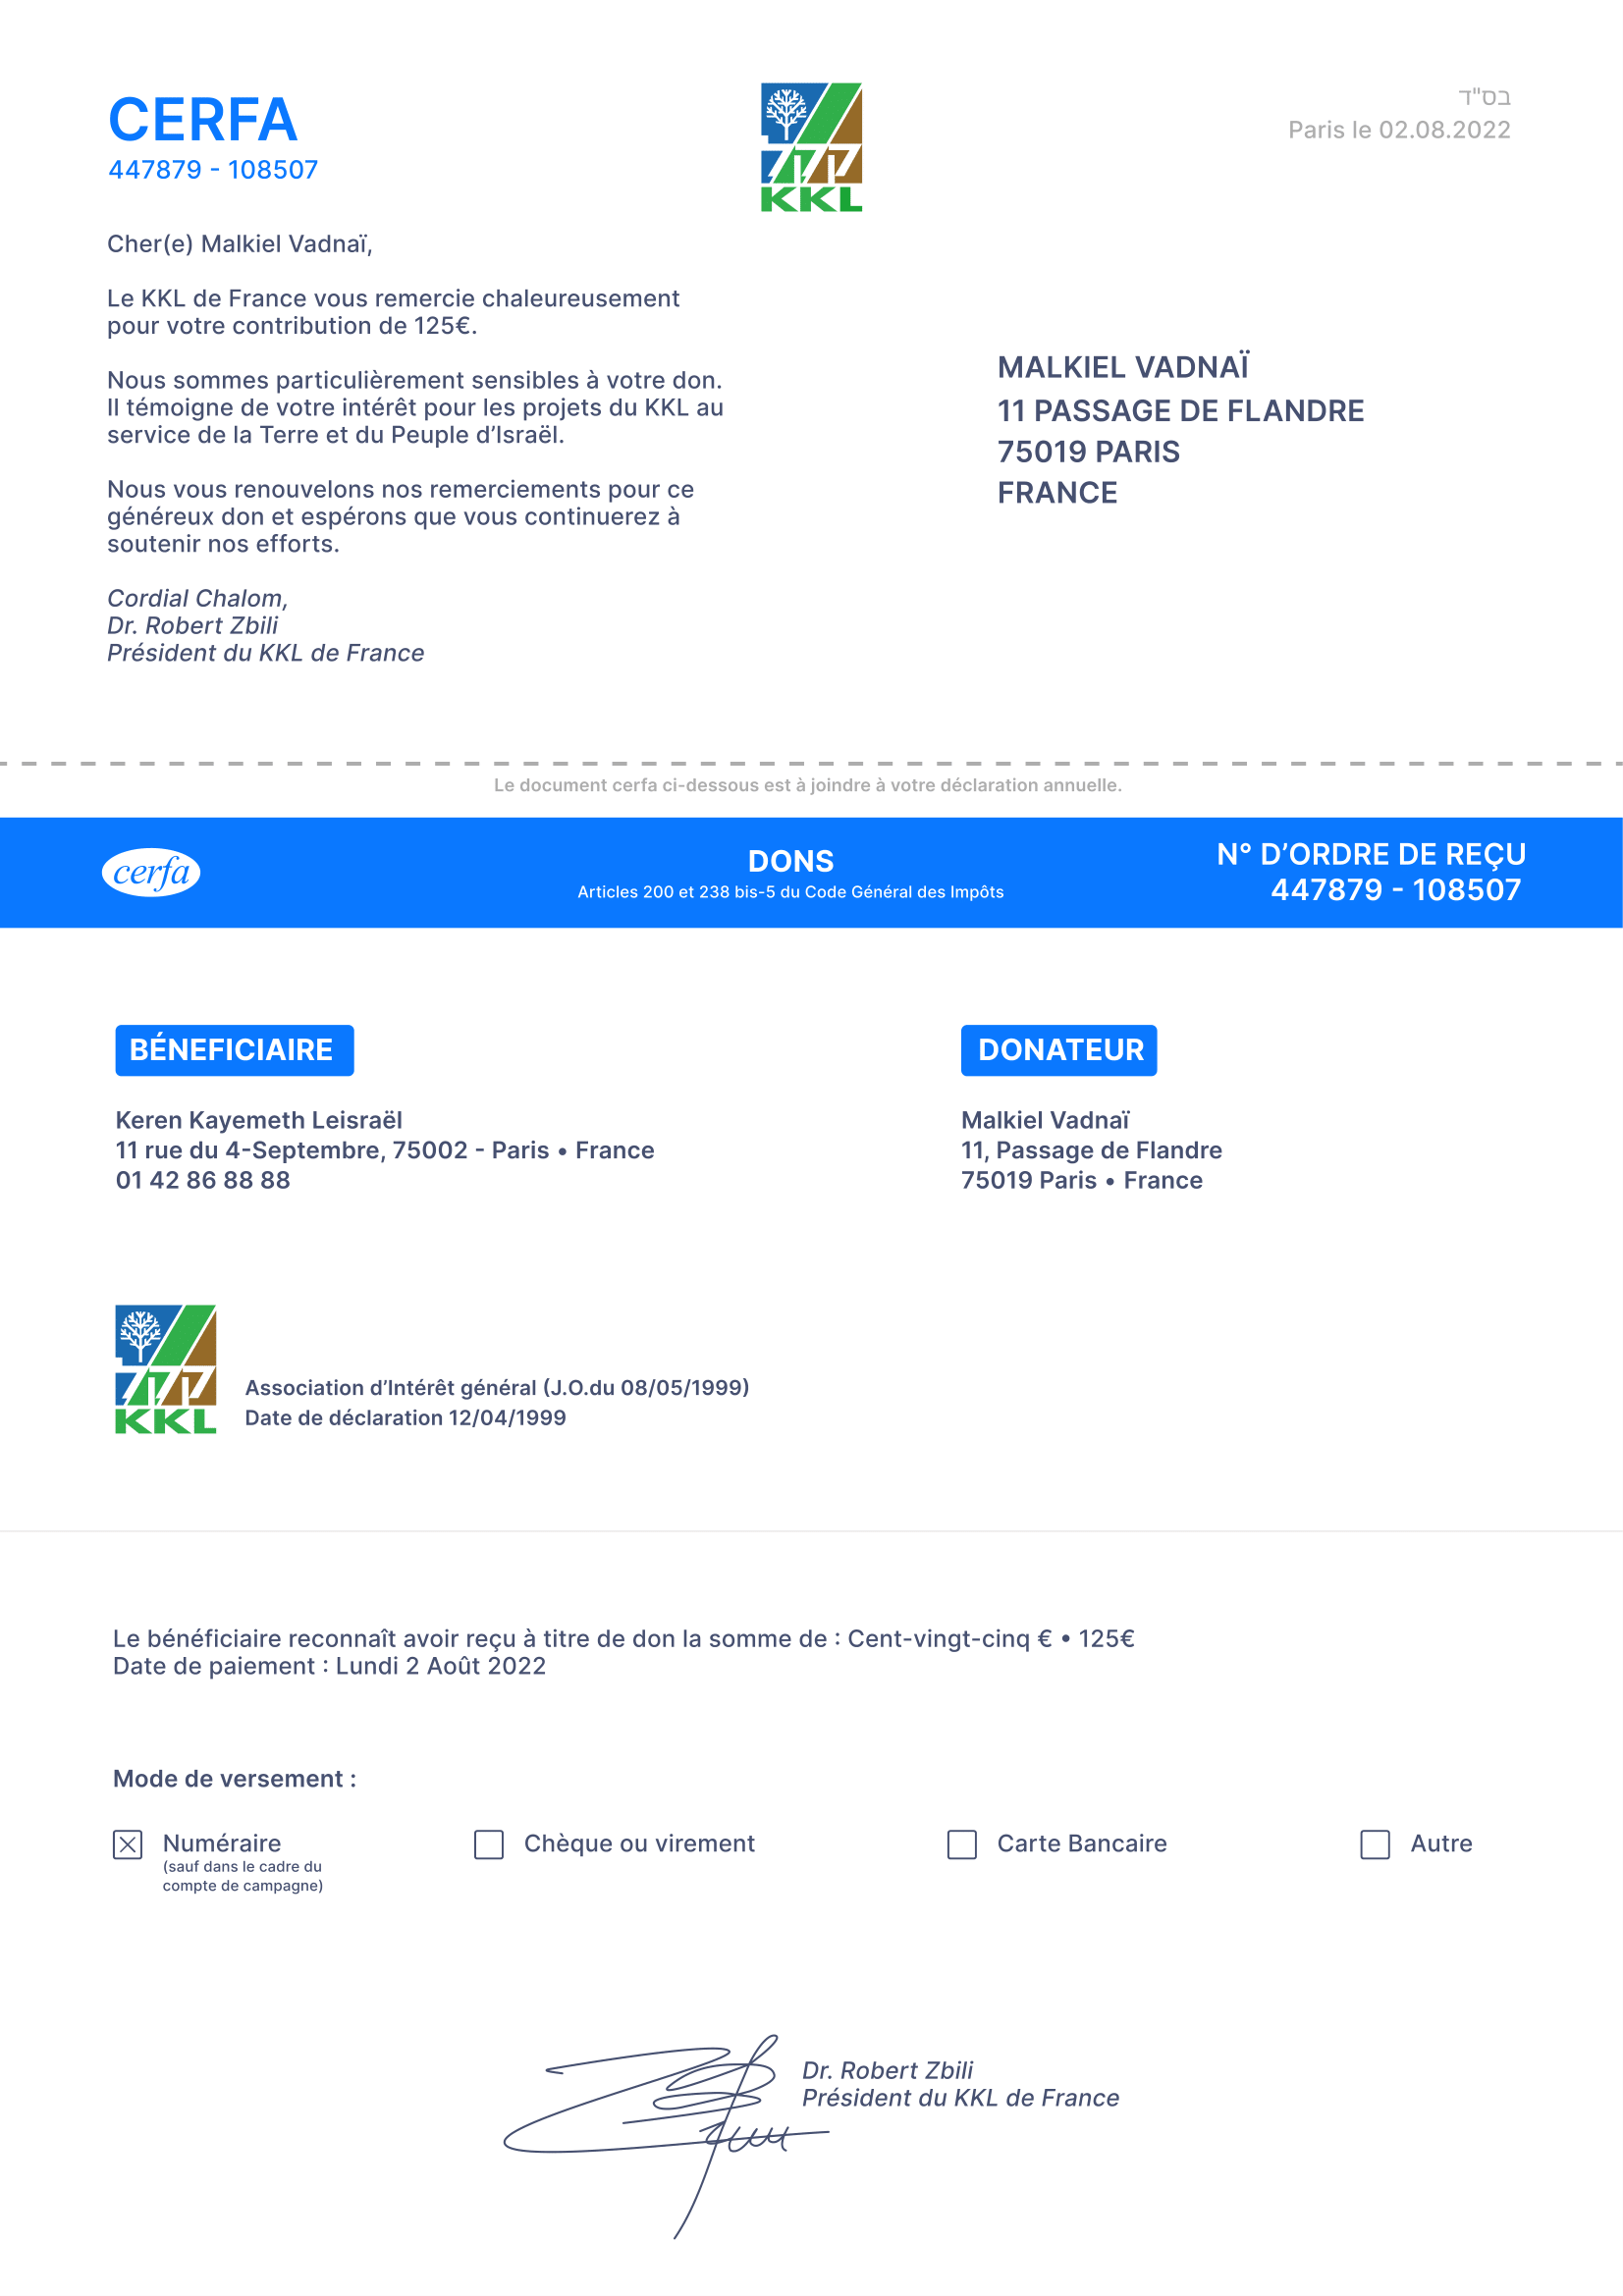 CERFA
447879 - 108507
בס"ד
Paris le 02.08.2022
קקל
KKL
Cher(e) Malkiel Vadnaï,
Le KKL de France vous remercie chaleureusement
pour votre contribution de 125€.
Nous sommes particulièrement sensibles à votre don.
Il témoigne de votre intérêt pour les projets du KKL au
service de la Terre et du Peuple d’Israël.
Nous vous renouvelons nos remerciements pour ce
généreux don et espérons que vous continuerez à
soutenir nos efforts.
Cordial Chalom,
Dr. Robert Zbili
Président du KKL de France
MALKIEL VADNAÏ
11 PASSAGE DE FLANDRE
75019 PARIS
FRANCE
Le document cerfa ci-dessous est à joindre à votre déclaration annuelle.
cerfa
DONS
Articles 200 et 238 bis-5 du Code Général des Impôts
N° D’ORDRE DE REÇU
447879 - 108507
BÉNEFICIAIRE
Keren Kayemeth Leisraël
11 rue du 4-Septembre, 75002 - Paris • France
01 42 86 88 88
DONATEUR
Malkiel Vadnaï
11, Passage de Flandre
75019 Paris • France
קקל
KKL
Association d’Intérêt général (J.O.du 08/05/1999)
Date de déclaration 12/04/1999
Le bénéficiaire reconnaît avoir reçu à titre de don la somme de : Cent-vingt-cinq € • 125€
Date de paiement : Lundi 2 Août 2022
Mode de versement :
Numéraire
(sauf dans le cadre du
compte de campagne)
Chèque ou virement
Carte Bancaire
Autre
Dr. Robert Zbili
Président du KKL de France